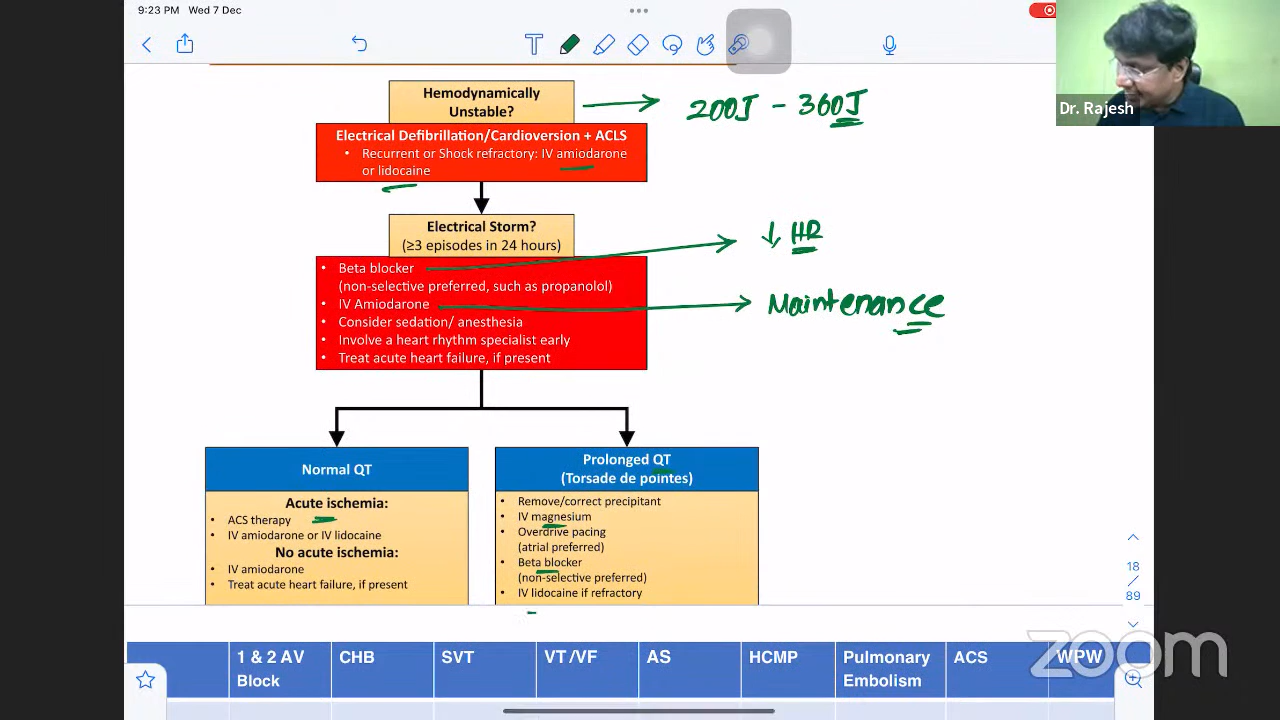 9:23 PM Wed 7 Dec
Dr. Rajesh
Hemodynamically
Unstable?
200J - 360J
Electrical Defibrillation/Cardioversion + ACLS
• Recurrent or Shock refractory: IV amiodarone
or lidocaine
Electrical Storm?
(≥3 episodes in 24 hours)
↓ HR
• Beta blocker
(non-selective preferred, such as propanolol)
• IV Amiodarone
Maintenance
• Consider sedation/ anesthesia
• Involve a heart rhythm specialist early
• Treat acute heart failure, if present
Normal QT
Acute ischemia:
• ACS therapy
• IV amiodarone or IV lidocaine
No acute ischemia:
• IV amiodarone
• Treat acute heart failure, if present
Prolonged QT
(Torsade de pointes)
• Remove/correct precipitant
• IV magnesium
• Overdrive pacing
(atrial preferred)
• Beta blocker
(non-selective preferred)
• IV lidocaine if refractory
18
/
89
1 & 2 AV
Block
CHB
SVT
VT/VF
AS
HCMP
Pulmonary
Embolism
ACS
WPW
zoom